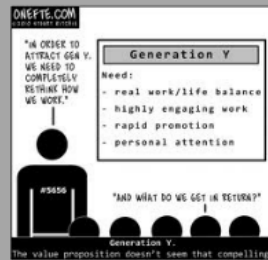 ONEFTE.COM
"IN ORDER TO
ATTRACT GEN Y.
WE NEED TO
COMPLETELY
RETHINK HOW
WE WORK."
Generation Y
Need:
- real work/life balance
- highly engaging work
- rapid promotion
- personal attention
#5656
"AND WHAT DO WE GET IN RETURN?"
Generation Y.
The value proposition doesn't seem that compelling